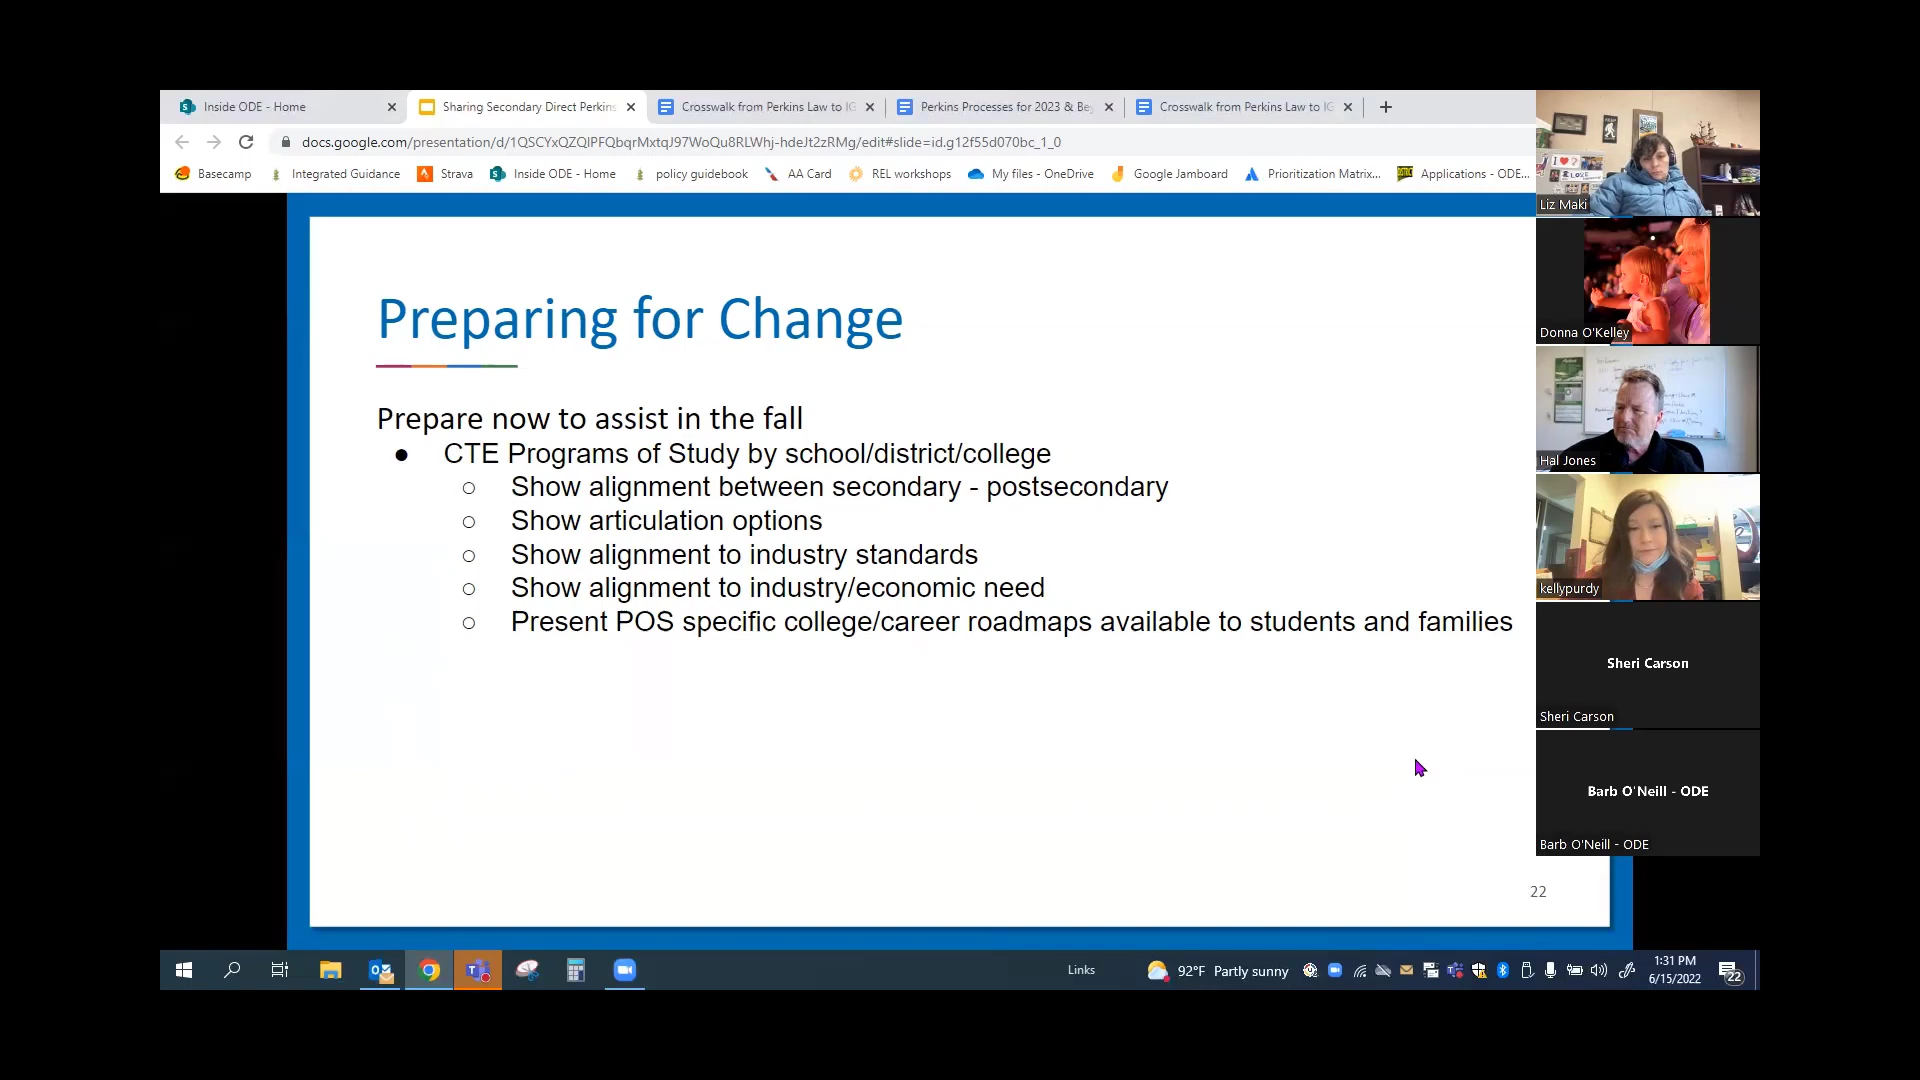 Inside ODE - Home
Sharing Secondary Direct Perkins
Crosswalk from Perkins Law to IG
Perkins Processes for 2023 & Be
Crosswalk from Perkins Law to IG
docs.google.com/presentation/d/1QSCYxQZQlPFQbqrMxtqJ97WoQu8RLWhj-hdeJt2zRMg/edit#slide=id.g12f55d070bc_1_0
Basecamp
Integrated Guidance
Strava
Inside ODE - Home
policy guidebook
AA Card
REL workshops
My files - OneDrive
Google Jamboard
Prioritization Matrix...
Applications - ODE...
Preparing for Change
Prepare now to assist in the fall
● CTE Programs of Study by school/district/college
○ Show alignment between secondary - postsecondary
○ Show articulation options
○ Show alignment to industry standards
○ Show alignment to industry/economic need
○ Present POS specific college/career roadmaps available to students and families
22
Liz Maki
Donna O'Kelley
Hal Jones
kellypurdy
Sheri Carson
Sheri Carson
Barb O'Neill - ODE
Barb O'Neill - ODE
Links
92°F Partly sunny
1:31 PM
6/15/2022
22